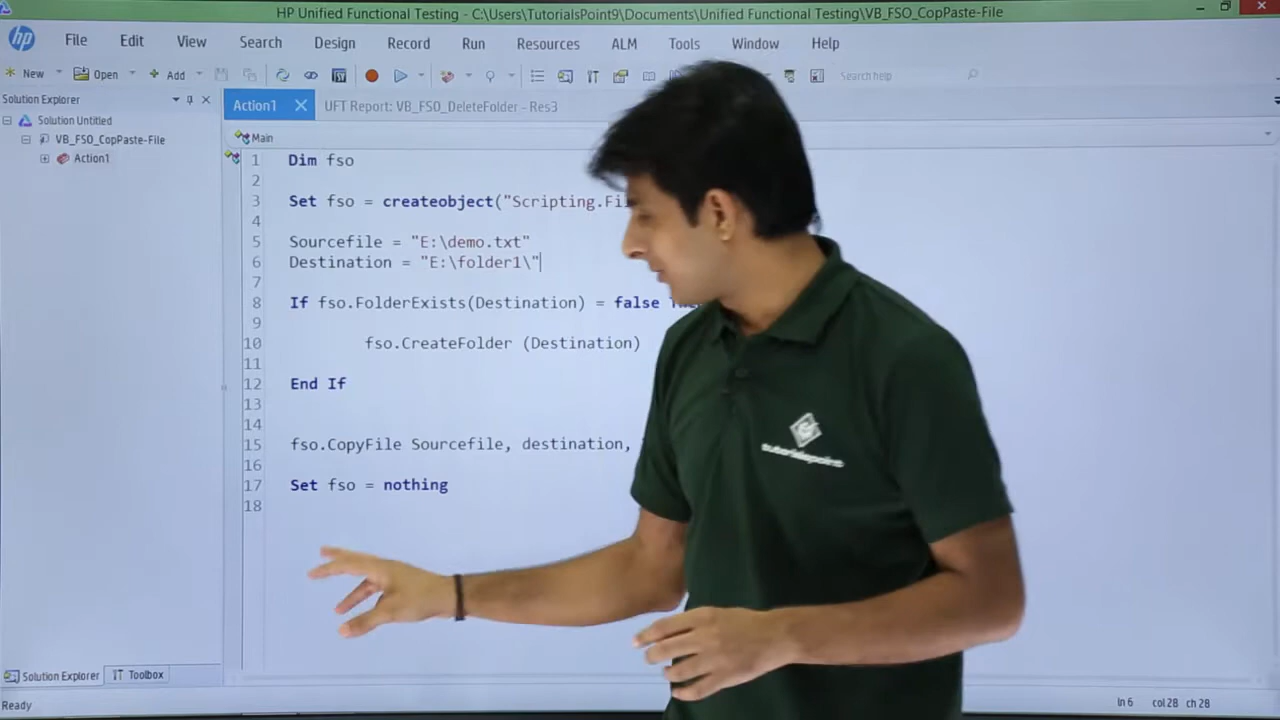 HP Unified Functional Testing - C:\Users\TutorialsPoint9\Documents\Unified Functional Testing\VB_FSO_CopPaste-File
hp File Edit View Search Design Record Run Resources ALM Tools Window Help
New Open Add Search help
Solution Explorer
Action1 UFT Report: VB_FSO_DeleteFolder - Res3
Solution Untitled
VB_FSO_CopPaste-File
Action1
Main
1 Dim fso
2
3 Set fso = createobject("Scripting.Fi
4
5 Sourcefile = "E:\demo.txt"
6 Destination = "E:\folder1\"
7
8 If fso.FolderExists(Destination) = false
9
10 fso.CreateFolder (Destination)
11
12 End If
13
14
15 fso.CopyFile Sourcefile, destination,
16
17 Set fso = nothing
18
tutorialspoint
Solution Explorer Toolbox
Ready ln 6 col 28 ch 28